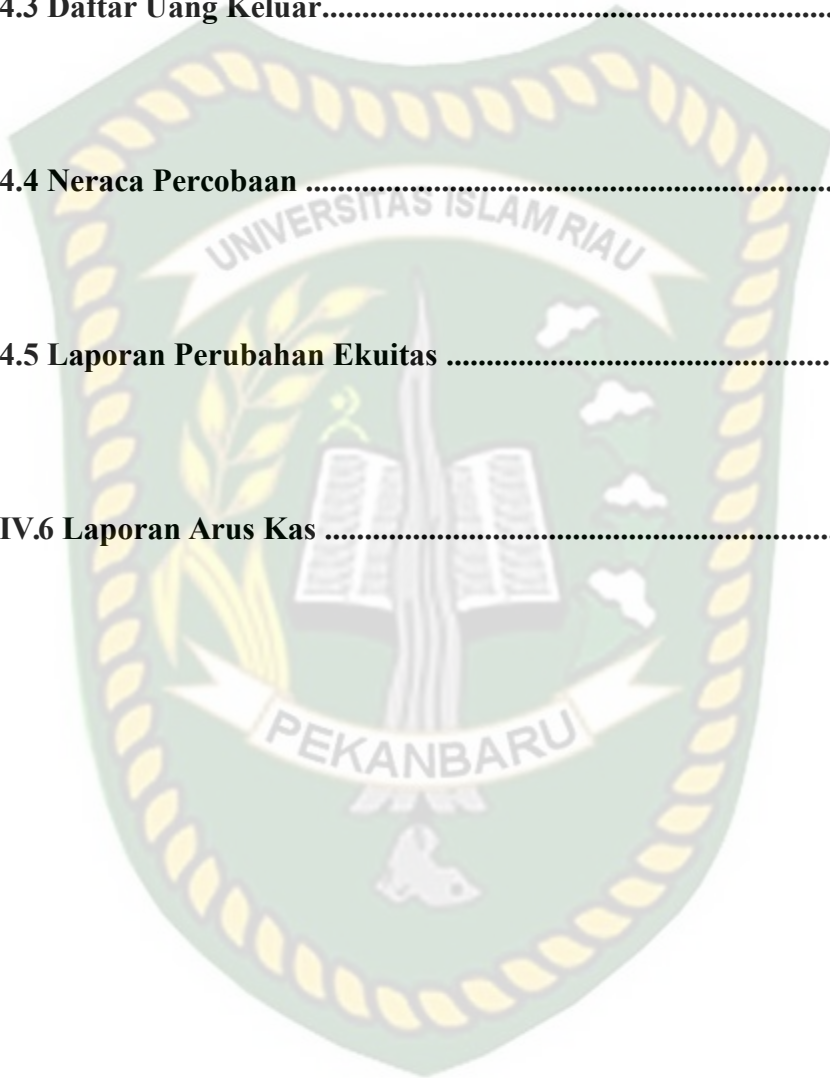 4.3 Daftar Uang Keluar................................................................
4.4 Neraca Percobaan ..................................................................
UNIVERSITAS ISLAM RIAU
4.5 Laporan Perubahan Ekuitas ................................................
IV.6 Laporan Arus Kas ................................................................
PEKANBARU